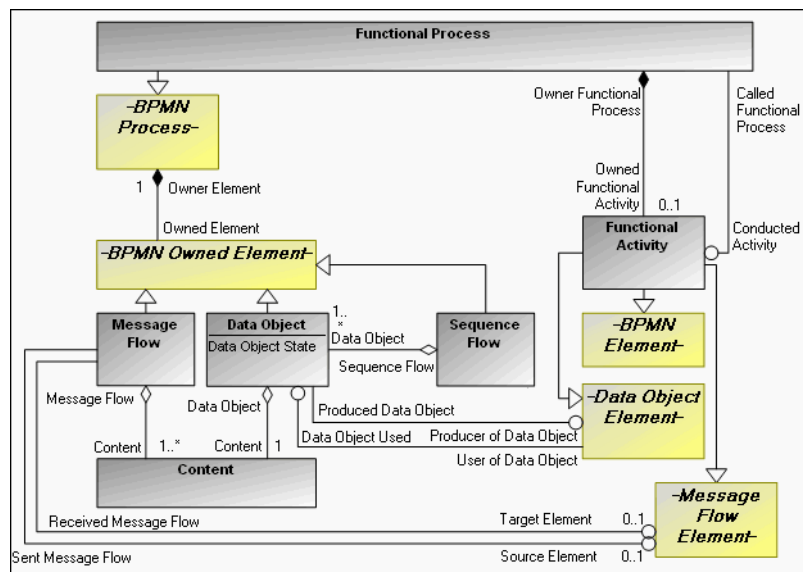 Functional Process
-BPMN
Process-
Owner Functional
Process
Called
Functional
Process
1
Owner Element
Owned
Functional
Activity
0..1
Owned Element
Functional
Activity
Conducted
Activity
-BPMN Owned Element-
Message
Flow
Data Object
Data Object State
1..
*
Data Object
Sequence Flow
Sequence
Flow
-BPMN
Element-
Message Flow
Data Object
Produced Data Object
-Data Object
Element-
Content
1..*
Content
1
Data Object Used
Producer of Data Object
User of Data Object
Content
-Message
Flow
Element-
Received Message Flow
Target Element
0..1
Sent Message Flow
Source Element
0..1